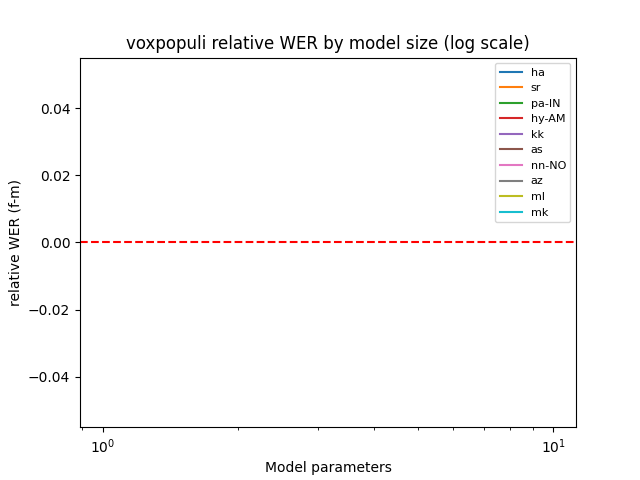 voxpopuli relative WER by model size (log scale)
ha
sr
pa-IN
hy-AM
kk
as
nn-NO
az
ml
mk
0.04
0.02
0.00
−0.02
−0.04
relative WER (f-m)
10⁰
10¹
Model parameters